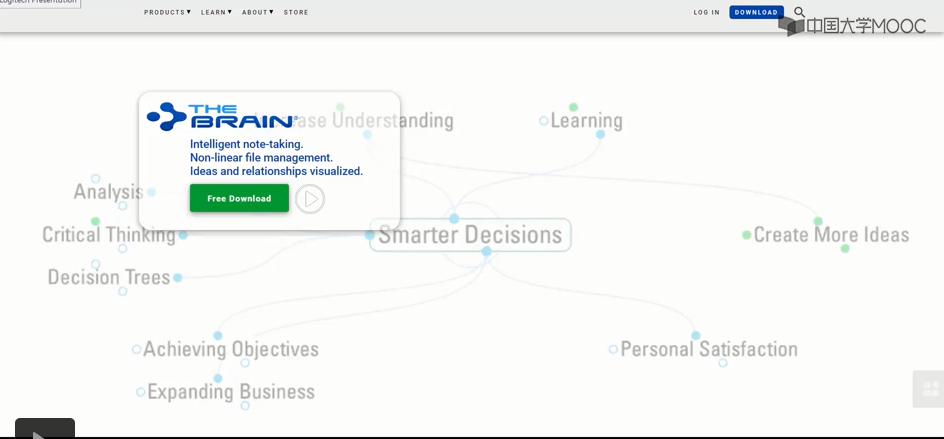 Logitech Presentation
PRODUCTS▼ LEARN▼ ABOUT▼ STORE
LOG IN DOWNLOAD
中国大学MOOC
THE
BRAIN®
Understanding
Learning
Intelligent note-taking.
Non-linear file management.
Ideas and relationships visualized.
Free Download
Analysis
Critical Thinking
Smarter Decisions
Create More Ideas
Decision Trees
Achieving Objectives
Personal Satisfaction
Expanding Business